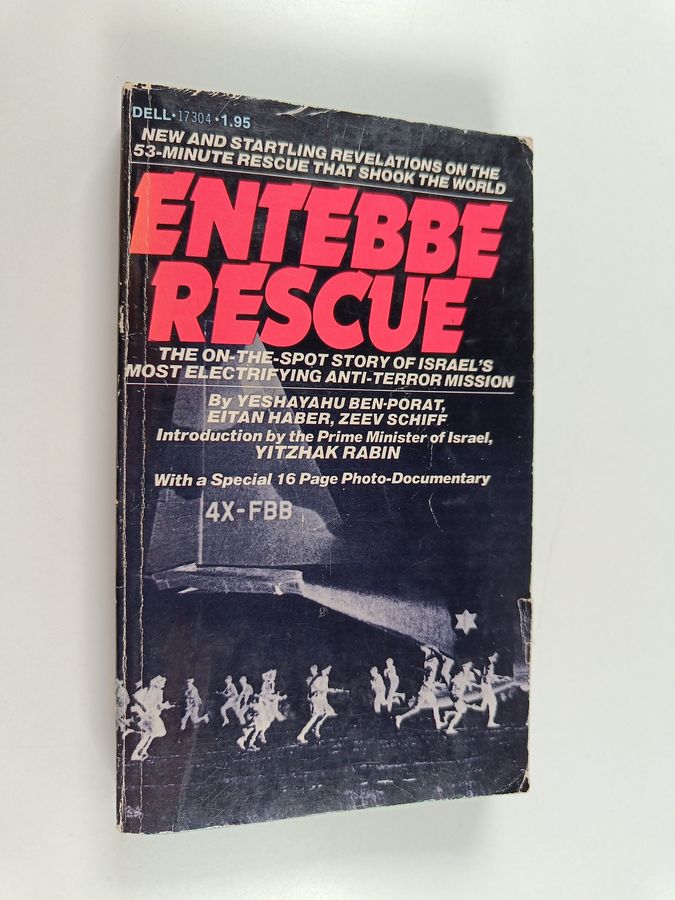 DELL • 17304 • 1.95
NEW AND STARTLING REVELATIONS ON THE
53-MINUTE RESCUE THAT SHOOK THE WORLD
ENTEBBE
RESCUE
THE ON-THE-SPOT STORY OF ISRAEL'S
MOST ELECTRIFYING ANTI-TERROR MISSION
By YESHAYAHU BEN-PORAT,
EITAN HABER, ZEEV SCHIFF
Introduction by the Prime Minister of Israel,
YITZHAK RABIN
With a Special 16 Page Photo-Documentary
4X-FBB